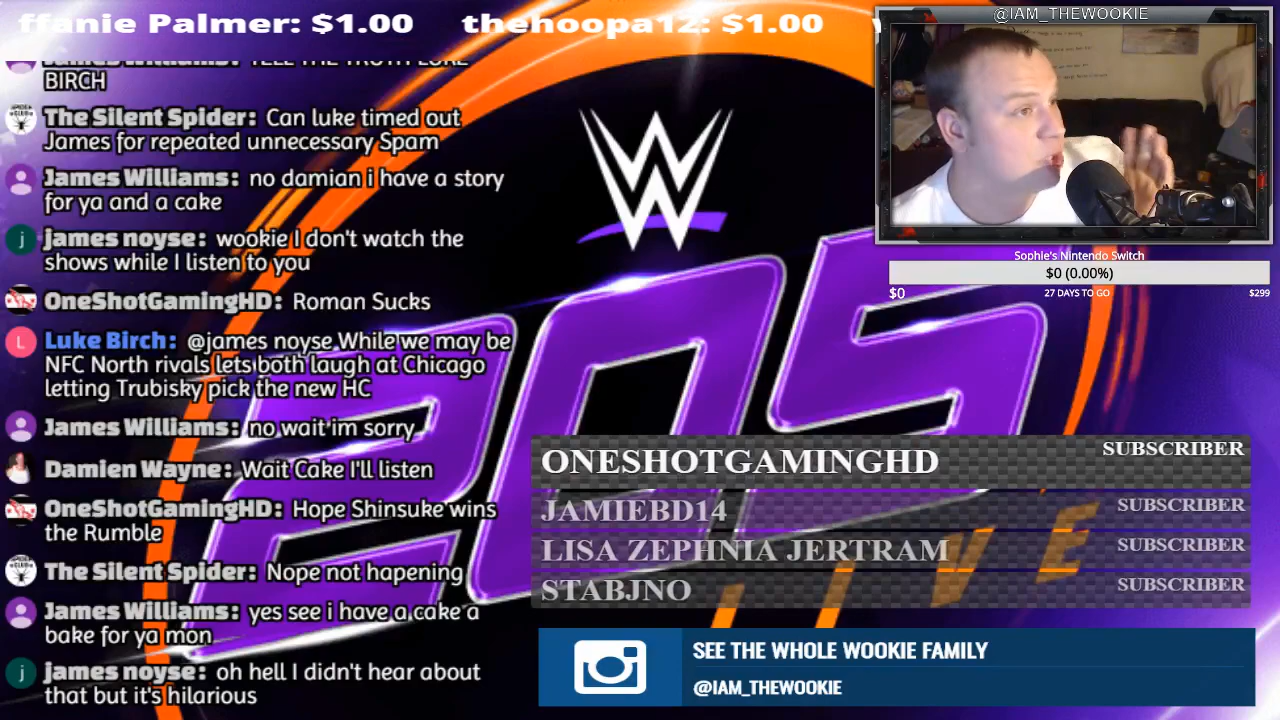 ffanie Palmer: $1.00 thehoopa12: $1.00
@IAM_THEWOOKIE
BIRCH
The Silent Spider: Can luke timed out
James for repeated unnecessary Spam
James Williams: no damian i have a story
for ya and a cake
james noyse: wookie I don't watch the
shows while I listen to you
OneShotGamingHD: Roman Sucks
Luke Birch: @james noyse While we may be
NFC North rivals lets both laugh at Chicago
letting Trubisky pick the new HC
James Williams: no wait im sorry
Damien Wayne: Wait Cake I'll listen
OneShotGamingHD: Hope Shinsuke wins
the Rumble
The Silent Spider: Nope not hapening
James Williams: yes see i have a cake a
bake for ya mon
james noyse: oh hell I didn't hear about
that but it's hilarious
W
205
LIVE
Sophie's Nintendo Switch
$0 (0.00%)
$0 27 DAYS TO GO $299
ONESHOTGAMINGHD SUBSCRIBER
JAMIEBD14 SUBSCRIBER
LISA ZEPHNIA JERTRAM SUBSCRIBER
STABJNO SUBSCRIBER
SEE THE WHOLE WOOKIE FAMILY
@IAM_THEWOOKIE